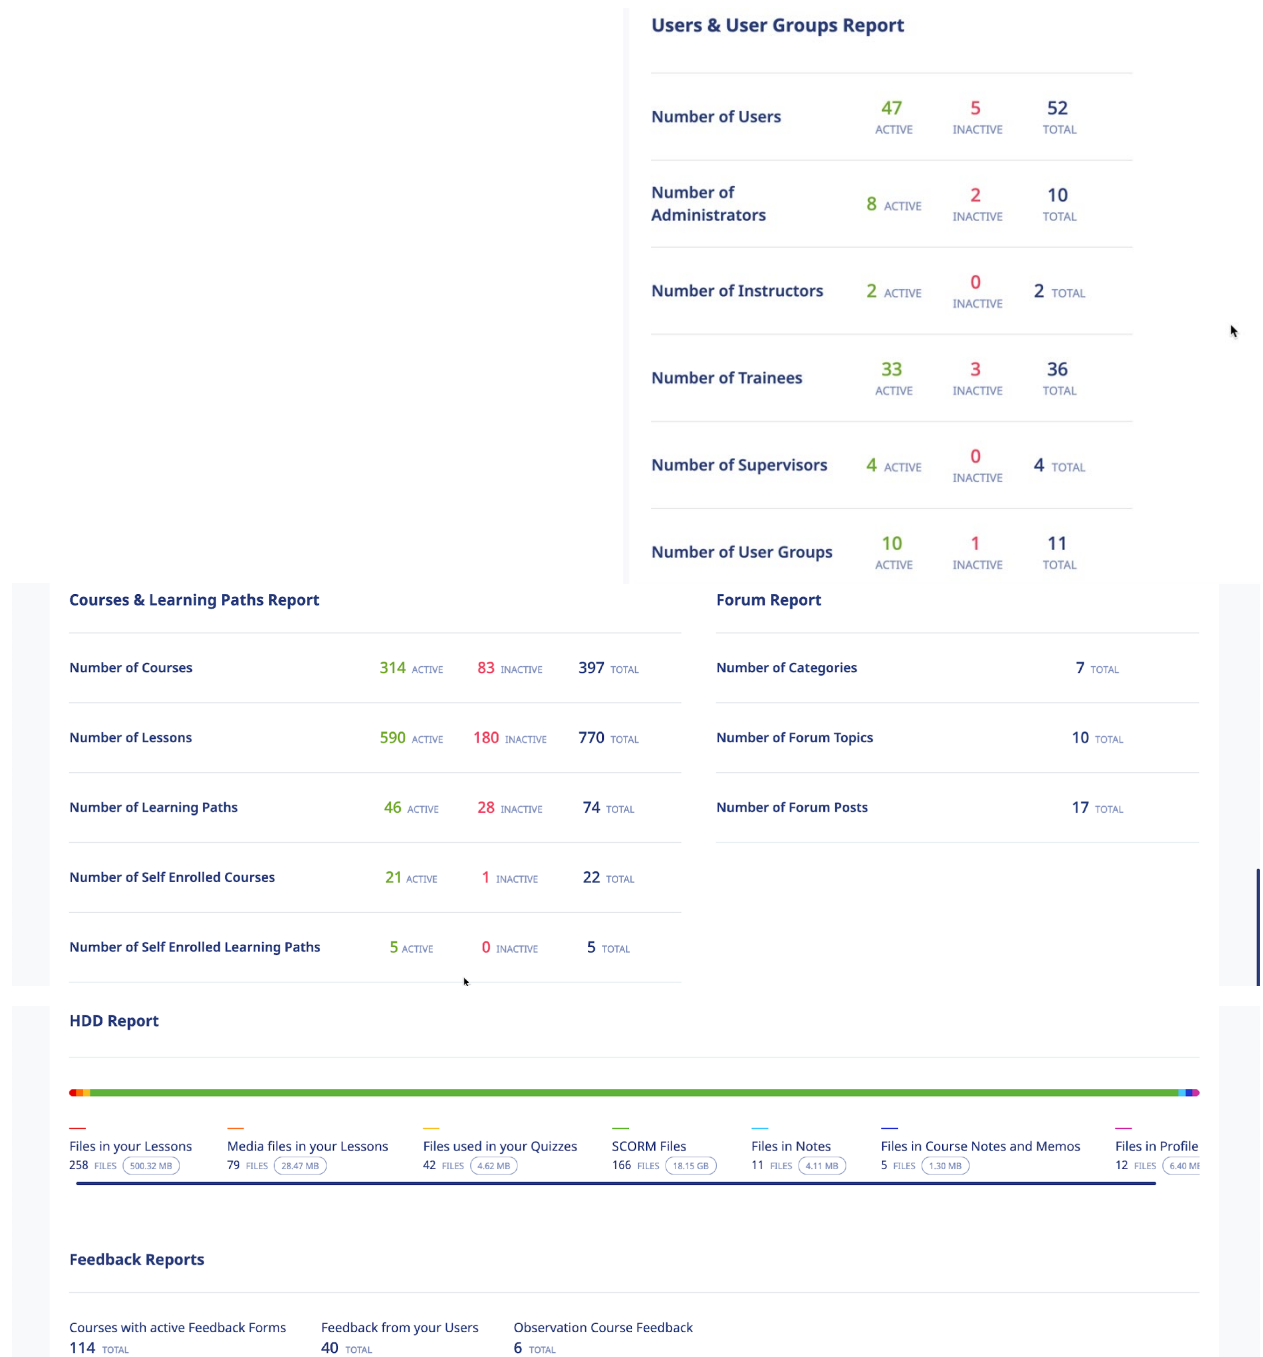 Users & User Groups Report
Number of Users 47 ACTIVE 5 INACTIVE 52 TOTAL
Number of Administrators 8 ACTIVE 2 INACTIVE 10 TOTAL
Number of Instructors 2 ACTIVE 0 INACTIVE 2 TOTAL
Number of Trainees 33 ACTIVE 3 INACTIVE 36 TOTAL
Number of Supervisors 4 ACTIVE 0 INACTIVE 4 TOTAL
Number of User Groups 10 ACTIVE 1 INACTIVE 11 TOTAL
Courses & Learning Paths Report
Number of Courses 314 ACTIVE 83 INACTIVE 397 TOTAL
Number of Lessons 590 ACTIVE 180 INACTIVE 770 TOTAL
Number of Learning Paths 46 ACTIVE 28 INACTIVE 74 TOTAL
Number of Self Enrolled Courses 21 ACTIVE 1 INACTIVE 22 TOTAL
Number of Self Enrolled Learning Paths 5 ACTIVE 0 INACTIVE 5 TOTAL
Forum Report
Number of Categories 7 TOTAL
Number of Forum Topics 10 TOTAL
Number of Forum Posts 17 TOTAL
HDD Report
Files in your Lessons
258 FILES 500.32 MB
Media files in your Lessons
79 FILES 28.47 MB
Files used in your Quizzes
42 FILES 4.62 MB
SCORM Files
166 FILES 18.15 GB
Files in Notes
11 FILES 4.11 MB
Files in Course Notes and Memos
5 FILES 1.30 MB
Files in Profile
12 FILES 6.40 MB
Feedback Reports
Courses with active Feedback Forms
114 TOTAL
Feedback from your Users
40 TOTAL
Observation Course Feedback
6 TOTAL